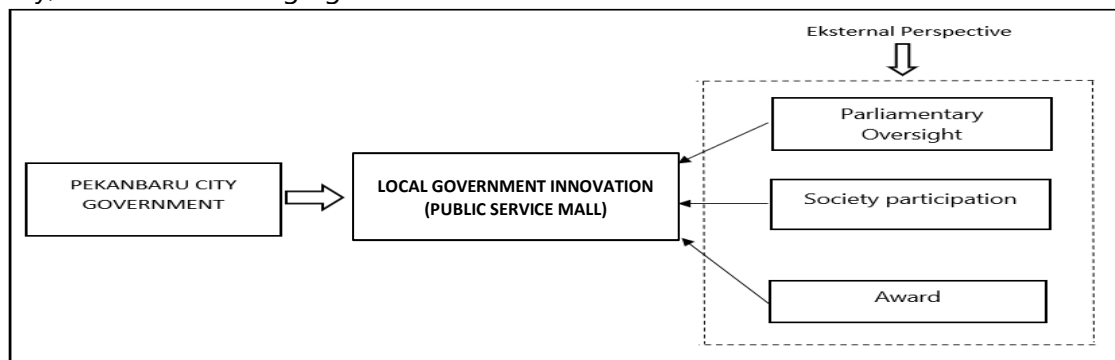 Eksternal Perspective
Parliamentary
Oversight
PEKANBARU CITY
GOVERNMENT
LOCAL GOVERNMENT INNOVATION
(PUBLIC SERVICE MALL)
Society participation
Award